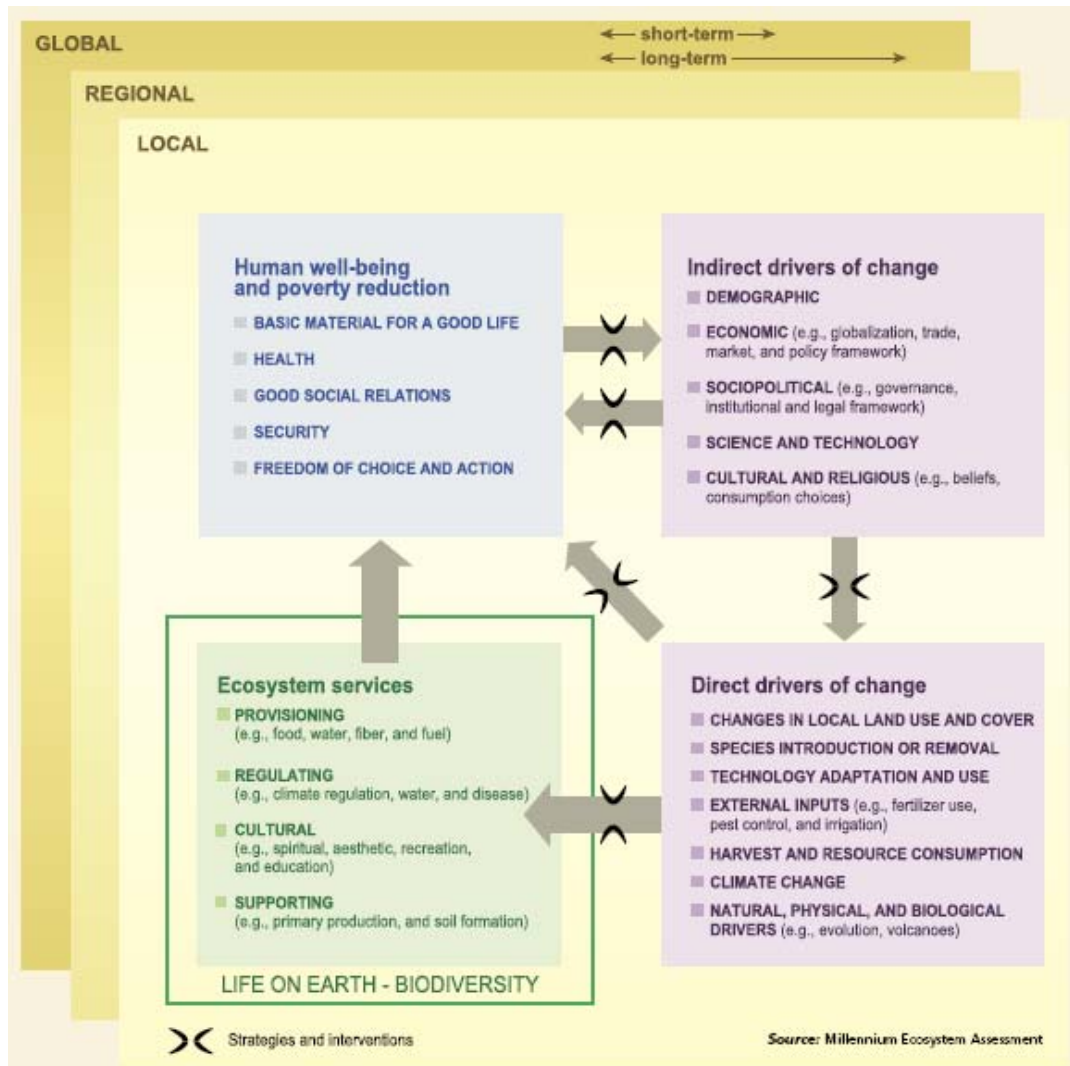 GLOBAL
short-term
long-term
REGIONAL
LOCAL
Human well-being
and poverty reduction
BASIC MATERIAL FOR A GOOD LIFE
HEALTH
GOOD SOCIAL RELATIONS
SECURITY
FREEDOM OF CHOICE AND ACTION
Indirect drivers of change
DEMOGRAPHIC
ECONOMIC (e.g., globalization, trade,
market, and policy framework)
SOCIOPOLITICAL (e.g., governance,
institutional and legal framework)
SCIENCE AND TECHNOLOGY
CULTURAL AND RELIGIOUS (e.g., beliefs,
consumption choices)
Ecosystem services
PROVISIONING
(e.g., food, water, fiber, and fuel)
REGULATING
(e.g., climate regulation, water, and disease)
CULTURAL
(e.g., spiritual, aesthetic, recreation,
and education)
SUPPORTING
(e.g., primary production, and soil formation)
LIFE ON EARTH - BIODIVERSITY
Direct drivers of change
CHANGES IN LOCAL LAND USE AND COVER
SPECIES INTRODUCTION OR REMOVAL
TECHNOLOGY ADAPTATION AND USE
EXTERNAL INPUTS (e.g., fertilizer use,
pest control, and irrigation)
HARVEST AND RESOURCE CONSUMPTION
CLIMATE CHANGE
NATURAL, PHYSICAL, AND BIOLOGICAL
DRIVERS (e.g., evolution, volcanoes)
Strategies and interventions
Source: Millennium Ecosystem Assessment